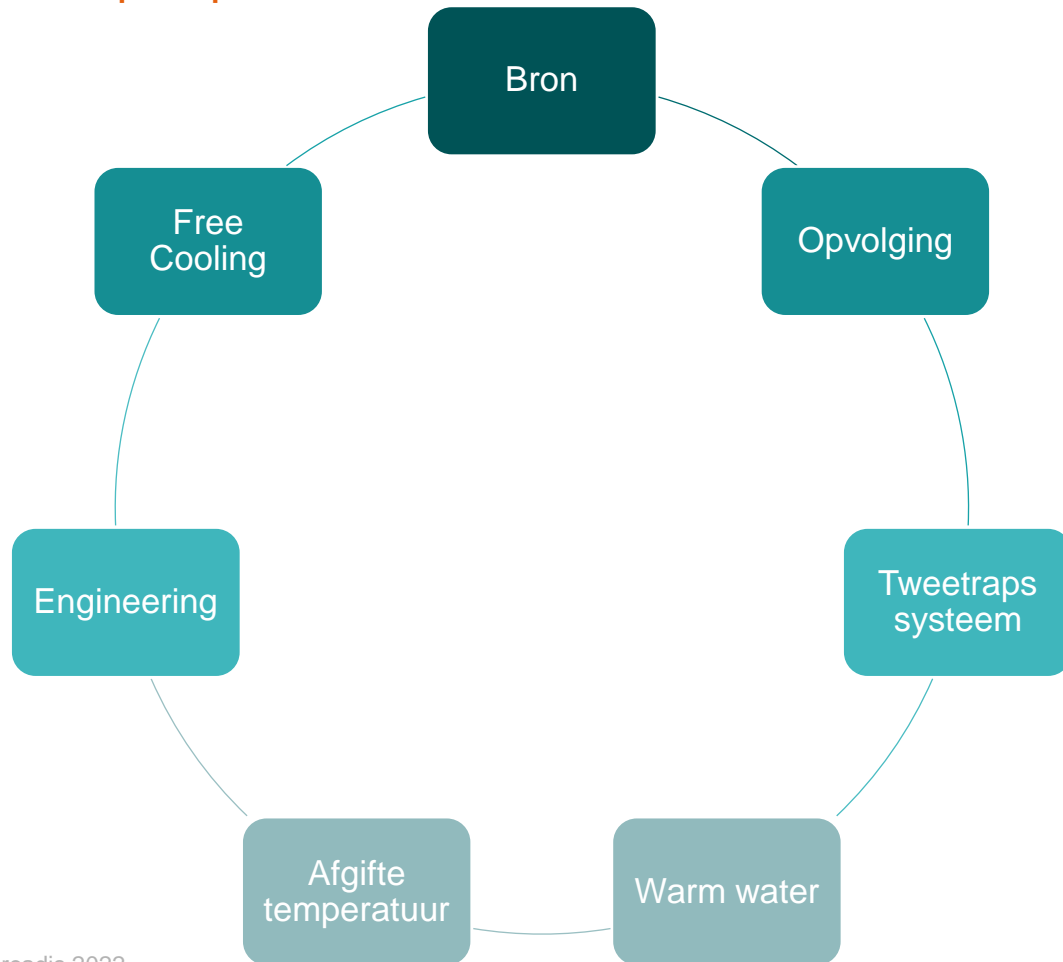 Bron
Opvolging
Tweetraps
systeem
Warm water
Afgifte
temperatuur
Engineering
Free
Cooling